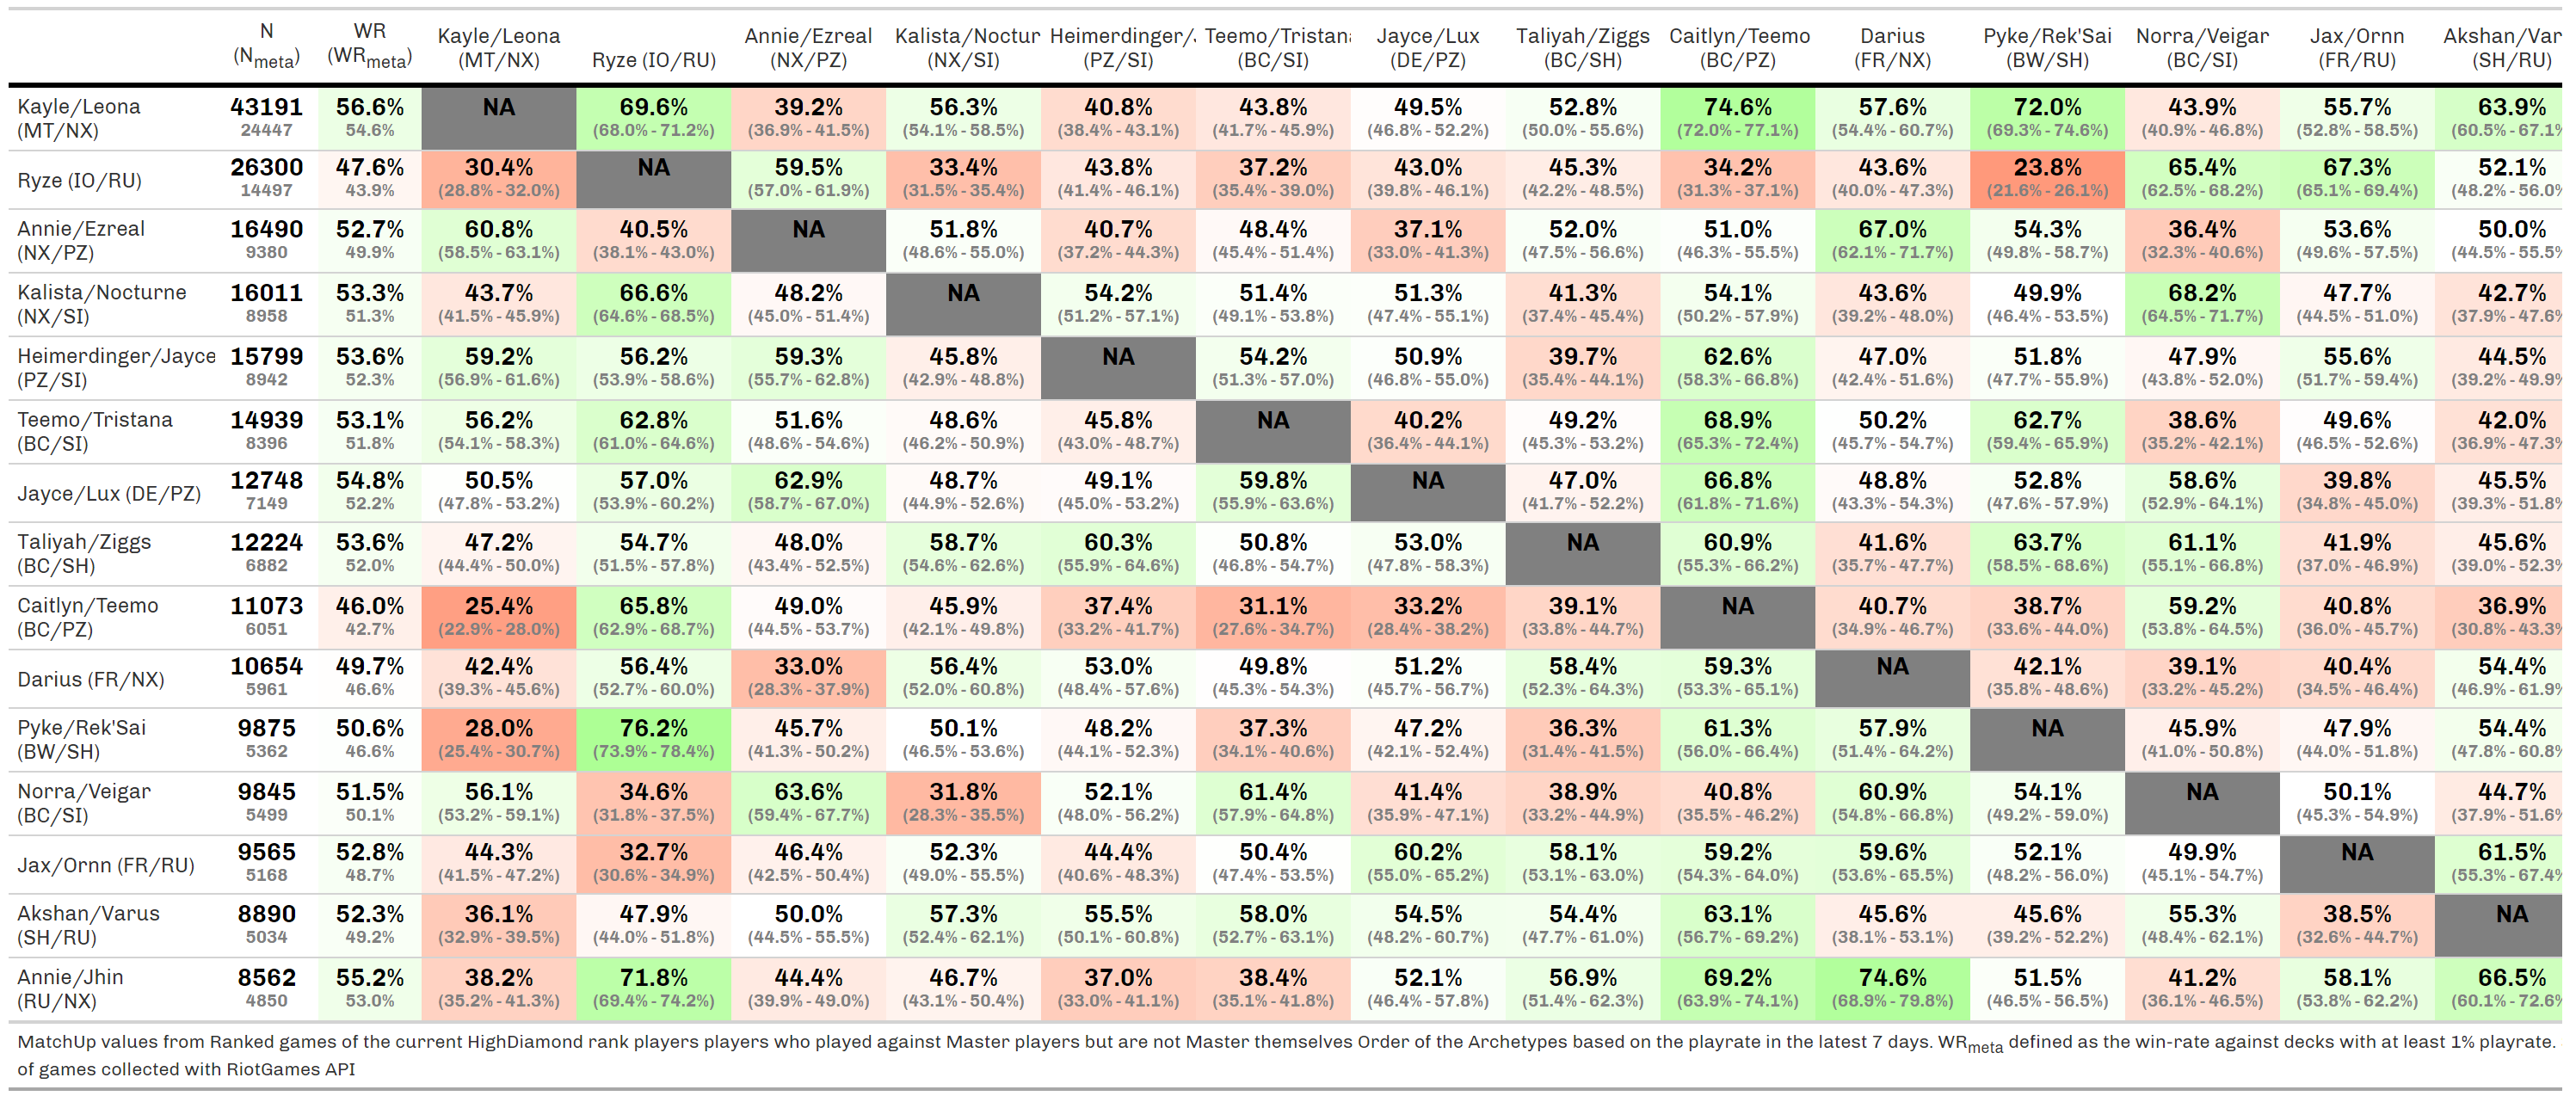 N WR Kayle/Leona Annie/Ezreal Kalista/Noctur Heimerdinger/ Teemo/Tristana Jayce/Lux Taliyah/Ziggs Caitlyn/Teemo Darius Pyke/Rek'Sai Norra/Veigar Jax/Ornn Akshan/Var
(Nmeta) (WRmeta) (MT/NX) Ryze (IO/RU) (NX/PZ) (NX/SI) (PZ/SI) (BC/SI) (DE/PZ) (BC/SH) (BC/PZ) (FR/NX) (BW/SH) (BC/SI) (FR/RU) (SH/RU)
Kayle/Leona 43191 56.6% NA 69.6% 39.2% 56.3% 40.8% 43.8% 49.5% 52.8% 74.6% 57.6% 72.0% 43.9% 55.7% 63.9%
(MT/NX) 24447 54.6% (68.0% - 71.2%) (36.9% - 41.5%) (54.1% - 58.5%) (38.4% - 43.1%) (41.7% - 45.9%) (46.8% - 52.2%) (50.0% - 55.6%) (72.0% - 77.1%) (54.4% - 60.7%) (69.3% - 74.6%) (40.9% - 46.8%) (52.8% - 58.5%) (60.5% - 67.1%
Ryze (IO/RU) 26300 47.6% 30.4% NA 59.5% 33.4% 43.8% 37.2% 43.0% 45.3% 34.2% 43.6% 23.8% 65.4% 67.3% 52.1%
14497 43.9% (28.8% - 32.0%) (57.0% - 61.9%) (31.5% - 35.4%) (41.4% - 46.1%) (35.4% - 39.0%) (39.8% - 46.1%) (42.2% - 48.5%) (31.3% - 37.1%) (40.0% - 47.3%) (21.6% - 26.1%) (62.5% - 68.2%) (65.1% - 69.4%) (48.2% - 56.0%
Annie/Ezreal 16490 52.7% 60.8% 40.5% NA 51.8% 40.7% 48.4% 37.1% 52.0% 51.0% 67.0% 54.3% 36.4% 53.6% 50.0%
(NX/PZ) 9380 49.9% (58.5% - 63.1%) (38.1% - 43.0%) (48.6% - 55.0%) (37.2% - 44.3%) (45.4% - 51.4%) (33.0% - 41.3%) (47.5% - 56.6%) (46.3% - 55.5%) (62.1% - 71.7%) (49.8% - 58.7%) (32.3% - 40.6%) (49.6% - 57.5%) (44.5% - 55.5%
Kalista/Nocturne 16011 53.3% 43.7% 66.6% 48.2% NA 54.2% 51.4% 51.3% 41.3% 54.1% 43.6% 49.9% 68.2% 47.7% 42.7%
(NX/SI) 8958 51.3% (41.5% - 45.9%) (64.6% - 68.5%) (45.0% - 51.4%) (51.2% - 57.1%) (49.1% - 53.8%) (47.4% - 55.1%) (37.4% - 45.4%) (50.2% - 57.9%) (39.2% - 48.0%) (46.4% - 53.5%) (64.5% - 71.7%) (44.5% - 51.0%) (37.9% - 47.6%
Heimerdinger/Jayce 15799 53.6% 59.2% 56.2% 59.3% 45.8% NA 54.2% 50.9% 39.7% 62.6% 47.0% 51.8% 47.9% 55.6% 44.5%
(PZ/SI) 8942 52.3% (56.9% - 61.6%) (53.9% - 58.6%) (55.7% - 62.8%) (42.9% - 48.8%) (51.3% - 57.0%) (46.8% - 55.0%) (35.4% - 44.1%) (58.3% - 66.8%) (42.4% - 51.6%) (47.7% - 55.9%) (43.8% - 52.0%) (51.7% - 59.4%) (39.2% - 49.9%
Teemo/Tristana 14939 53.1% 56.2% 62.8% 51.6% 48.6% 45.8% NA 40.2% 49.2% 68.9% 50.2% 62.7% 38.6% 49.6% 42.0%
(BC/SI) 8396 51.8% (54.1% - 58.3%) (61.0% - 64.6%) (48.6% - 54.6%) (46.2% - 50.9%) (43.0% - 48.7%) (36.4% - 44.1%) (45.3% - 53.2%) (65.3% - 72.4%) (45.7% - 54.7%) (59.4% - 65.9%) (35.2% - 42.1%) (46.5% - 52.6%) (36.9% - 47.3%
Jayce/Lux (DE/PZ) 12748 54.8% 50.5% 57.0% 62.9% 48.7% 49.1% 59.8% NA 47.0% 66.8% 48.8% 52.8% 58.6% 39.8% 45.5%
7149 52.2% (47.8% - 53.2%) (53.9% - 60.2%) (58.7% - 67.0%) (44.9% - 52.6%) (45.0% - 53.2%) (55.9% - 63.6%) (41.7% - 52.2%) (61.8% - 71.6%) (43.3% - 54.3%) (47.6% - 57.9%) (52.9% - 64.1%) (34.8% - 45.0%) (39.3% - 51.8%
Taliyah/Ziggs 12224 53.6% 47.2% 54.7% 48.0% 58.7% 60.3% 50.8% 53.0% NA 60.9% 41.6% 63.7% 61.1% 41.9% 45.6%
(BC/SH) 6882 52.0% (44.4% - 50.0%) (51.5% - 57.8%) (43.4% - 52.5%) (54.6% - 62.6%) (55.9% - 64.6%) (46.8% - 54.7%) (47.8% - 58.3%) (55.3% - 66.2%) (35.7% - 47.7%) (58.5% - 68.6%) (55.1% - 66.8%) (37.0% - 46.9%) (39.0% - 52.3%
Caitlyn/Teemo 11073 46.0% 25.4% 65.8% 49.0% 45.9% 37.4% 31.1% 33.2% 39.1% NA 40.7% 38.7% 59.2% 40.8% 36.9%
(BC/PZ) 6051 42.7% (22.9% - 28.0%) (62.9% - 68.7%) (44.5% - 53.7%) (42.1% - 49.8%) (33.2% - 41.7%) (27.6% - 34.7%) (28.4% - 38.2%) (33.8% - 44.7%) (34.9% - 46.7%) (33.6% - 44.0%) (53.8% - 64.5%) (36.0% - 45.7%) (30.8% - 43.3%
Darius (FR/NX) 10654 49.7% 42.4% 56.4% 33.0% 56.4% 53.0% 49.8% 51.2% 58.4% 59.3% NA 42.1% 39.1% 40.4% 54.4%
5961 46.6% (39.3% - 45.6%) (52.7% - 60.0%) (28.3% - 37.9%) (52.0% - 60.8%) (48.4% - 57.6%) (45.3% - 54.3%) (45.7% - 56.7%) (52.3% - 64.3%) (53.3% - 65.1%) (35.8% - 48.6%) (33.2% - 45.2%) (34.5% - 46.4%) (46.9% - 61.9%
Pyke/Rek'Sai 9875 50.6% 28.0% 76.2% 45.7% 50.1% 48.2% 37.3% 47.2% 36.3% 61.3% 57.9% NA 45.9% 47.9% 54.4%
(BW/SH) 5362 46.6% (25.4% - 30.7%) (73.9% - 78.4%) (41.3% - 50.2%) (46.5% - 53.6%) (44.1% - 52.3%) (34.1% - 40.6%) (42.1% - 52.4%) (31.4% - 41.5%) (56.0% - 66.4%) (51.4% - 64.2%) (41.0% - 50.8%) (44.0% - 51.8%) (47.8% - 60.8%
Norra/Veigar 9845 51.5% 56.1% 34.6% 63.6% 31.8% 52.1% 61.4% 41.4% 38.9% 40.8% 60.9% 54.1% NA 50.1% 44.7%
(BC/SI) 5499 50.1% (53.2% - 59.1%) (31.8% - 37.5%) (59.4% - 67.7%) (28.3% - 35.5%) (48.0% - 56.2%) (57.9% - 64.8%) (35.9% - 47.1%) (33.2% - 44.9%) (35.5% - 46.2%) (54.8% - 66.8%) (49.2% - 59.0%) (45.3% - 54.9%) (37.9% - 51.6%
Jax/Ornn (FR/RU) 9565 52.8% 44.3% 32.7% 46.4% 52.3% 44.4% 50.4% 60.2% 58.1% 59.2% 59.6% 52.1% 49.9% NA 61.5%
5168 48.7% (41.5% - 47.2%) (30.6% - 34.9%) (42.5% - 50.4%) (49.0% - 55.5%) (40.6% - 48.3%) (47.4% - 53.5%) (55.0% - 65.2%) (53.1% - 63.0%) (54.3% - 64.0%) (53.6% - 65.5%) (48.2% - 56.0%) (45.1% - 54.7%) (55.3% - 67.4%
Akshan/Varus 8890 52.3% 36.1% 47.9% 50.0% 57.3% 55.5% 58.0% 54.5% 54.4% 63.1% 45.6% 45.6% 55.3% 38.5% NA
(SH/RU) 5034 49.2% (32.9% - 39.5%) (44.0% - 51.8%) (44.5% - 55.5%) (52.4% - 62.1%) (50.1% - 60.8%) (52.7% - 63.1%) (48.2% - 60.7%) (47.7% - 61.0%) (56.7% - 69.2%) (38.1% - 53.1%) (39.2% - 52.2%) (48.4% - 62.1%) (32.6% - 44.7%)
Annie/Jhin 8562 55.2% 38.2% 71.8% 44.4% 46.7% 37.0% 38.4% 52.1% 56.9% 69.2% 74.6% 51.5% 41.2% 58.1% 66.5%
(RU/NX) 4850 53.0% (35.2% - 41.3%) (69.4% - 74.2%) (39.9% - 49.0%) (43.1% - 50.4%) (33.0% - 41.1%) (35.1% - 41.8%) (46.4% - 57.8%) (51.4% - 62.3%) (63.9% - 74.1%) (68.9% - 79.8%) (46.5% - 56.5%) (36.1% - 46.5%) (53.8% - 62.2%) (60.1% - 72.6%
MatchUp values from Ranked games of the current HighDiamond rank players players who played against Master players but are not Master themselves Order of the Archetypes based on the playrate in the latest 7 days. WRmeta defined as the win-rate against decks with at least 1% playrate.
of games collected with RiotGames API